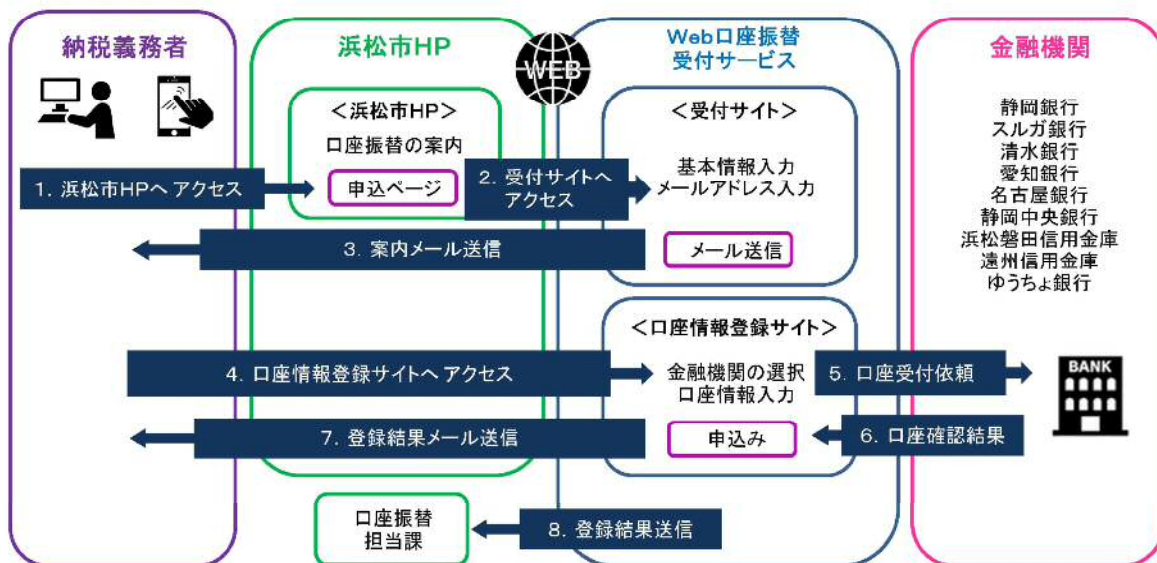 納税義務者
浜松市HP
WEB
Web口座振替
受付サービス
金融機関
＜浜松市HP＞
口座振替の案内
申込ページ
＜受付サイト＞
基本情報入力
メールアドレス入力
メール送信
静岡銀行
スルガ銀行
清水銀行
愛知銀行
名古屋銀行
静岡中央銀行
浜松磐田信用金庫
遠州信用金庫
ゆうちょ銀行
1. 浜松市HPへ アクセス
2. 受付サイトへ
アクセス
3. 案内メール送信
＜口座情報登録サイト＞
金融機関の選択
口座情報入力
申込み
4. 口座情報登録サイトへ アクセス
5. 口座受付依頼
BANK
6. 口座確認結果
7. 登録結果メール送信
口座振替
担当課
8. 登録結果送信